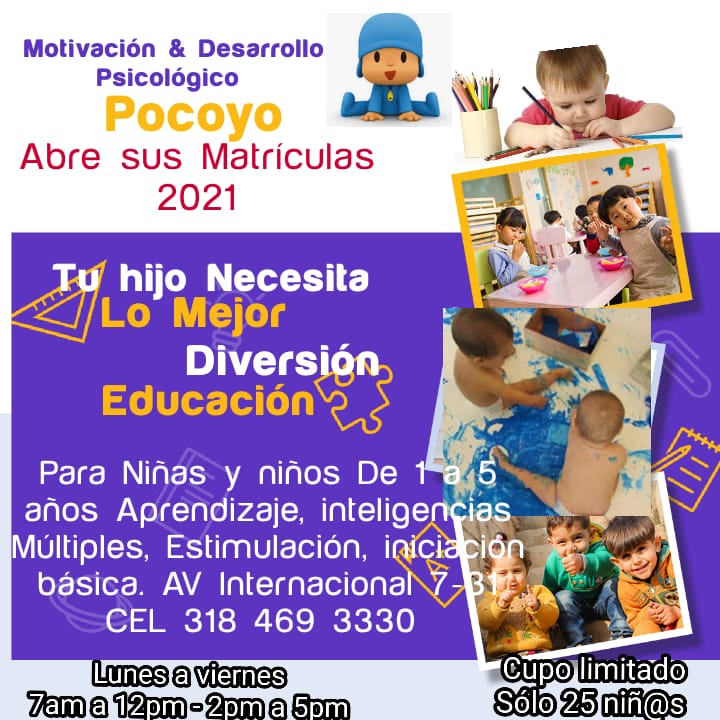 Motivación & Desarrollo
Psicológico
Pocoyo
Abre sus Matrículas
2021
Tu hijo Necesita
Lo Mejor
Diversión
Educación
Para Niñas y niños De 1 a 5
años Aprendizaje, inteligencias
Múltiples, Estimulación, iniciación
básica. AV Internacional 7-31
CEL 318 469 3330
Lunes a viernes
7am a 12pm - 2pm a 5pm
Cupo limitado
Sólo 25 niñ@s